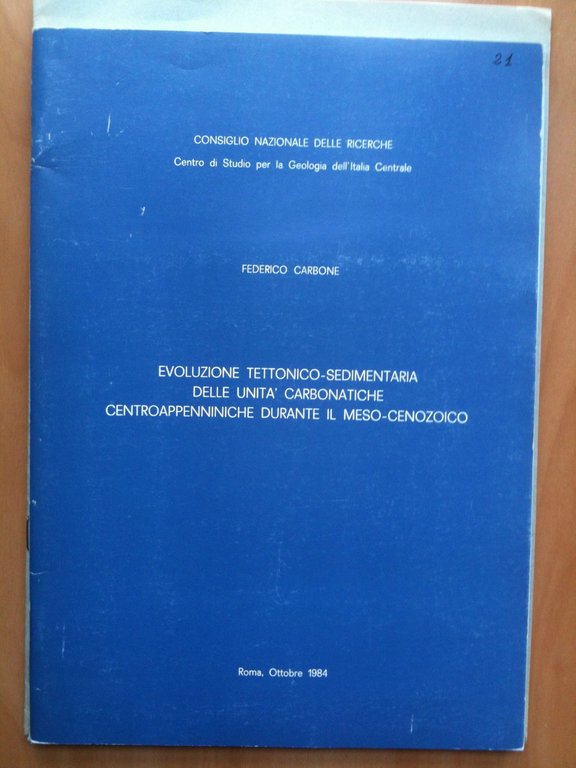 21
CONSIGLIO NAZIONALE DELLE RICERCHE
Centro di Studio per la Geologia dell'Italia Centrale
FEDERICO CARBONE
EVOLUZIONE TETTONICO-SEDIMENTARIA
DELLE UNITA' CARBONATICHE
CENTROAPPENNINICHE DURANTE IL MESO-CENOZOICO
Roma, Ottobre 1984